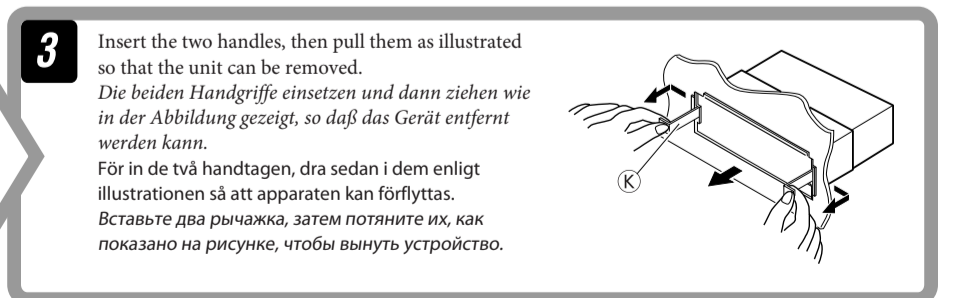 3
Insert the two handles, then pull them as illustrated
so that the unit can be removed.
Die beiden Handgriffe einsetzen und dann ziehen wie
in der Abbildung gezeigt, so daß das Gerät entfernt
werden kann.
För in de två handtagen, dra sedan i dem enligt
illustrationen så att apparaten kan förflyttas.
Вставьте два рычажка, затем потяните их, как
показано на рисунке, чтобы вынуть устройство.
Ⓚ